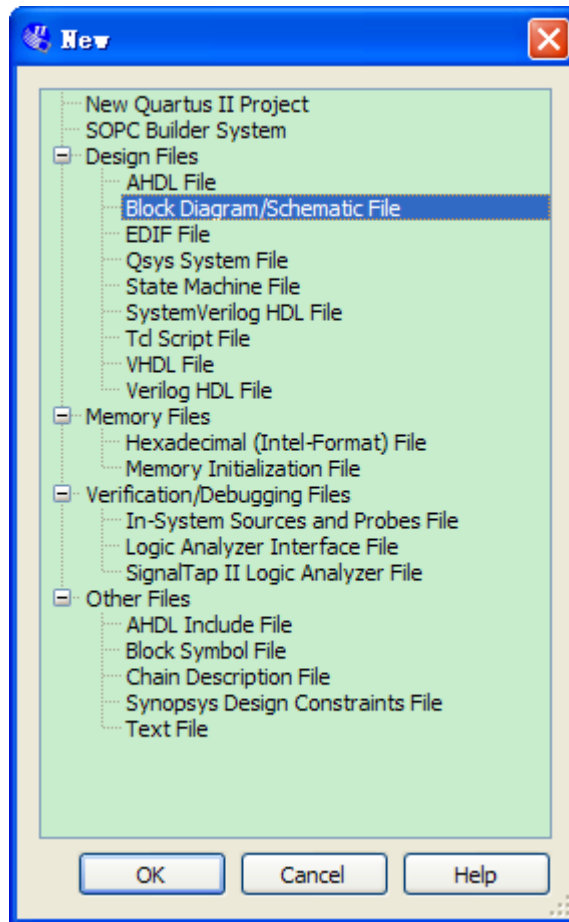 New
New Quartus II Project
SOPC Builder System
Design Files
AHDL File
Block Diagram/Schematic File
EDIF File
Qsys System File
State Machine File
SystemVerilog HDL File
Tcl Script File
VHDL File
Verilog HDL File
Memory Files
Hexadecimal (Intel-Format) File
Memory Initialization File
Verification/Debugging Files
In-System Sources and Probes File
Logic Analyzer Interface File
SignalTap II Logic Analyzer File
Other Files
AHDL Include File
Block Symbol File
Chain Description File
Synopsys Design Constraints File
Text File
OK Cancel Help